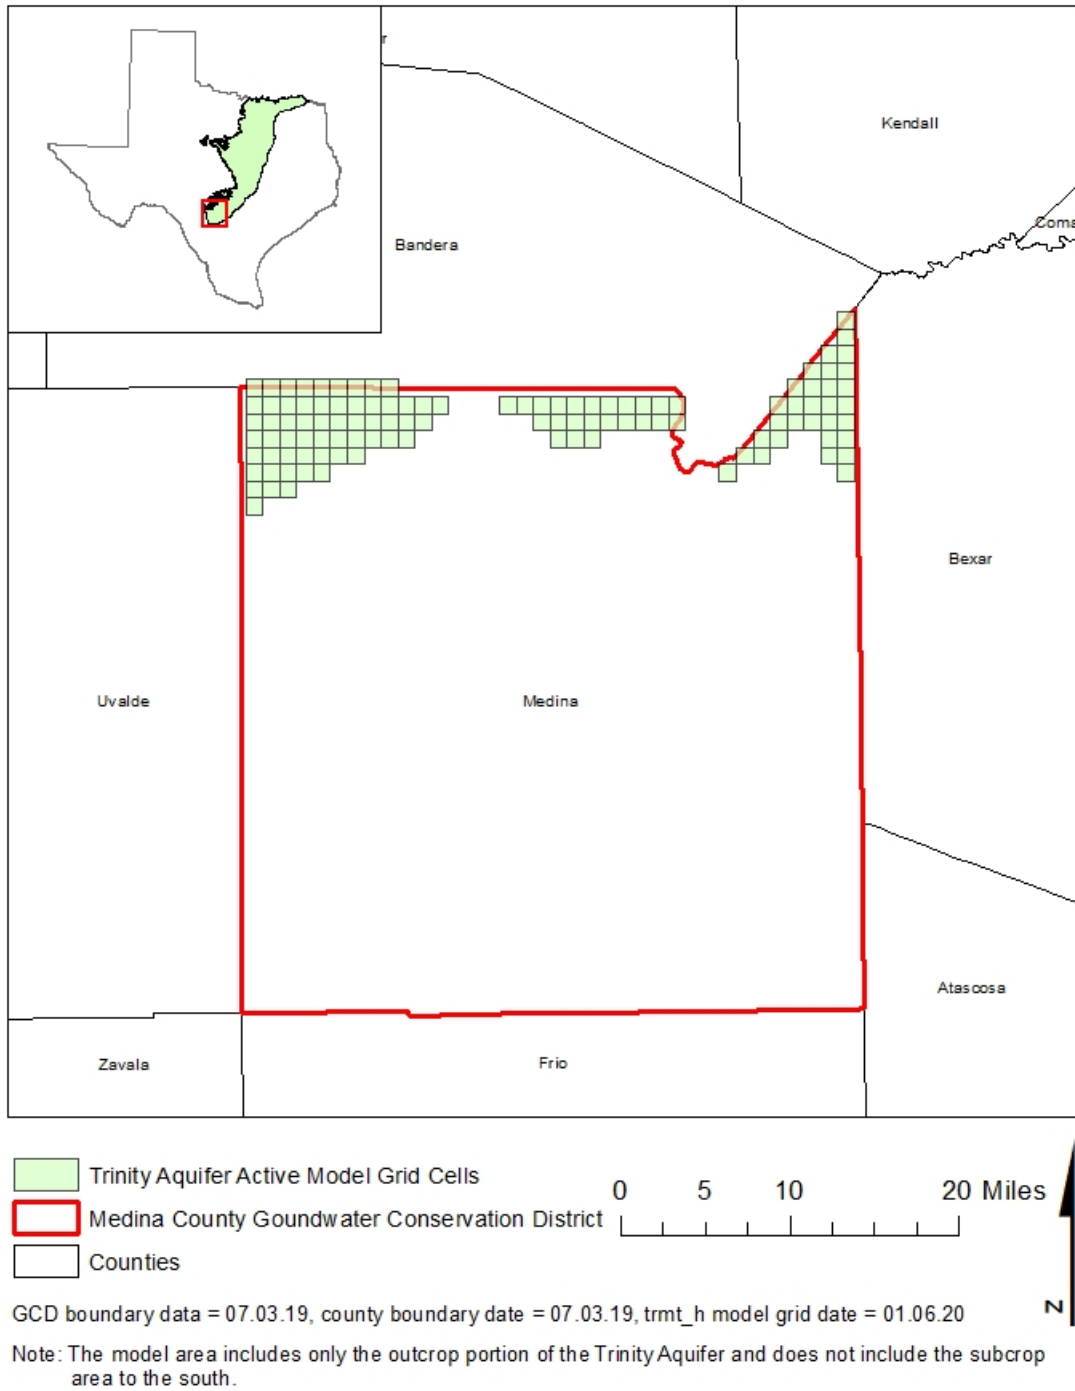 r
Kendall
Coma
Bandera
Bexar
Uvalde
Medina
Atascosa
Zavala
Frio
Trinity Aquifer Active Model Grid Cells
Medina County Goundwater Conservation District
Counties
0 5 10 20 Miles
N
GCD boundary data = 07.03.19, county boundary date = 07.03.19, trmt_h model grid date = 01.06.20
Note: The model area includes only the outcrop portion of the Trinity Aquifer and does not include the subcrop
area to the south.